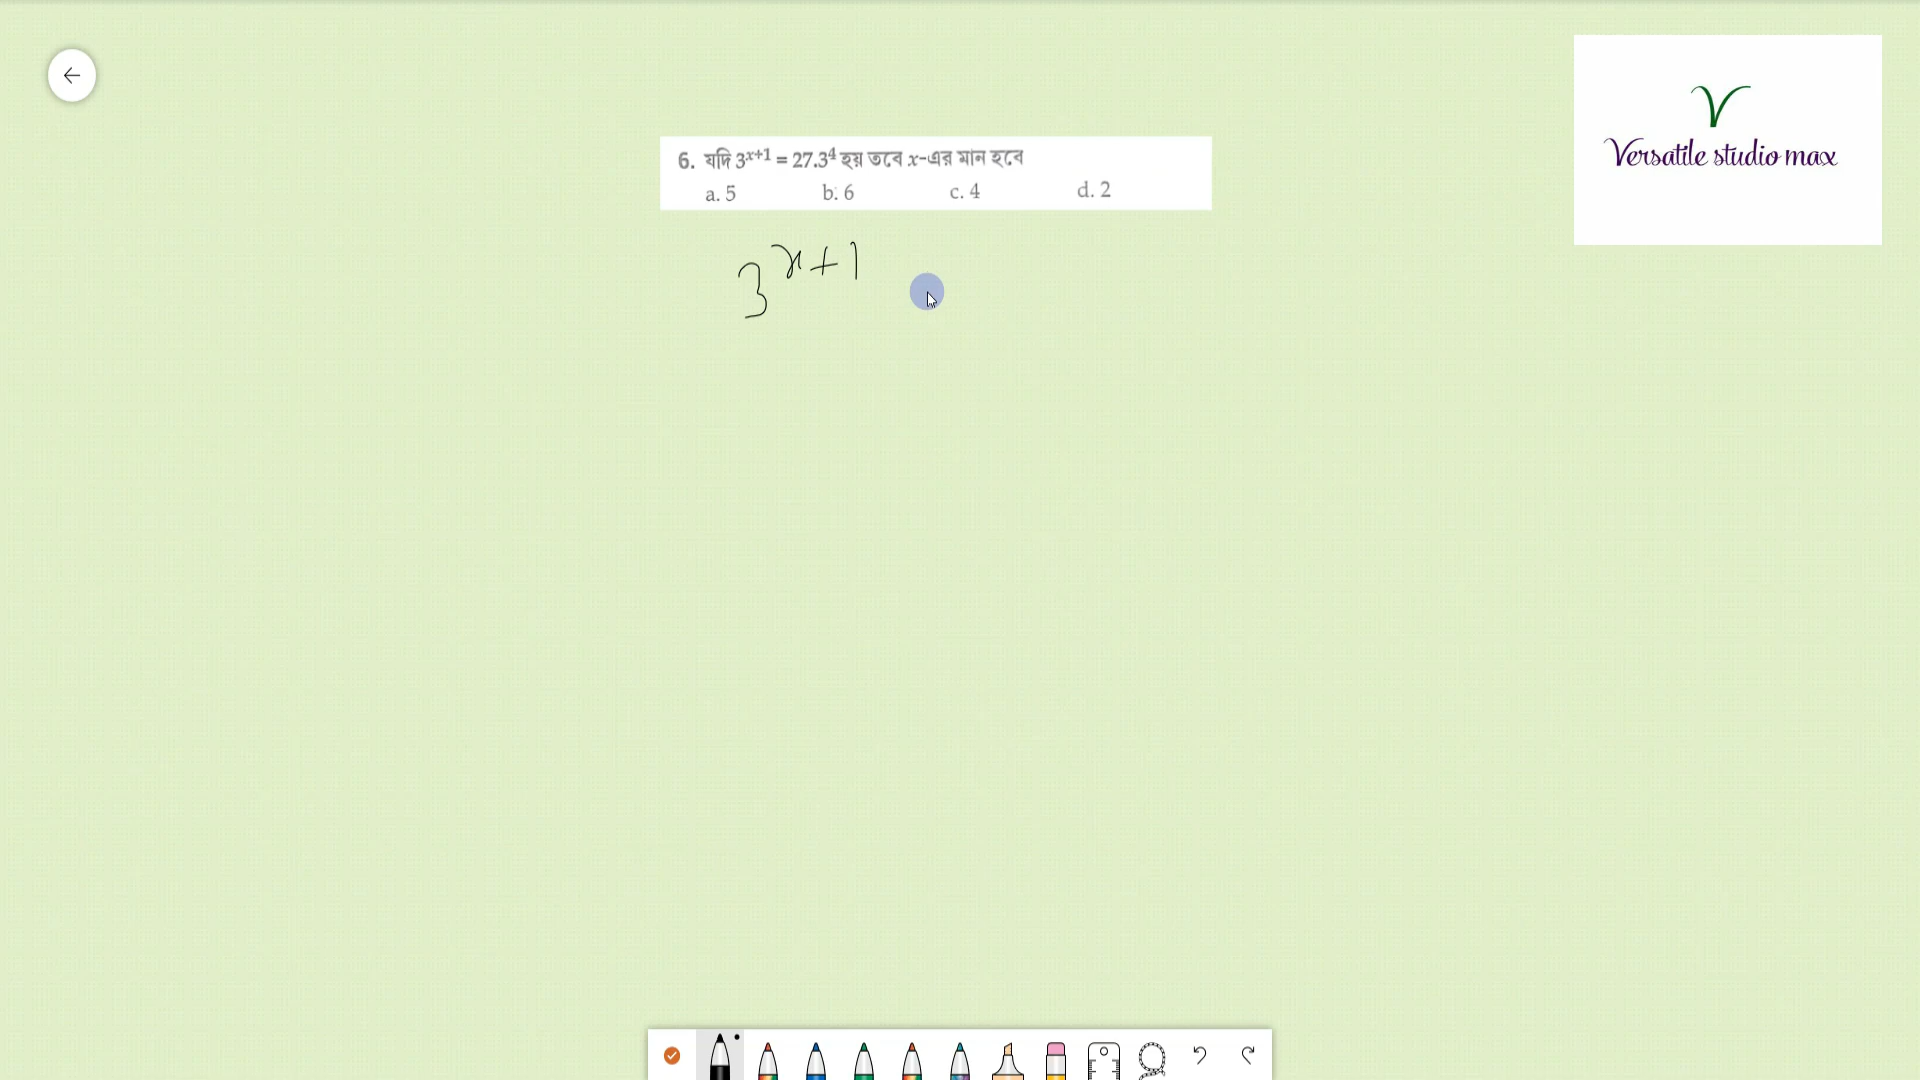 Versatile studio max
6. যদি 3^{x+1} = 27.3^4 হয় তবে x-এর মান হবে
a. 5 b. 6 c. 4 d. 2
3^{x+1}